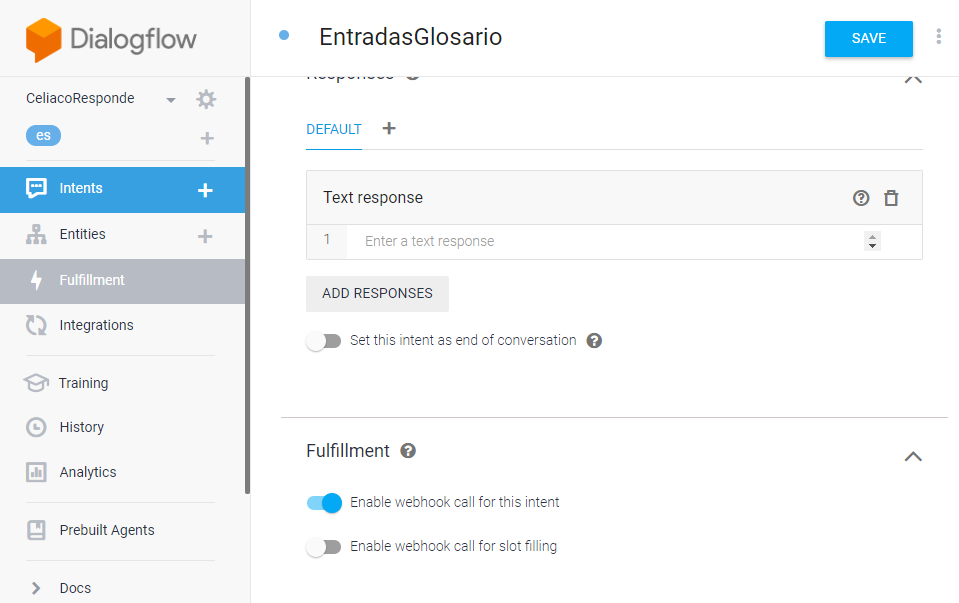 Dialogflow
EntradasGlosario
SAVE
CeliacoResponde
es
Intents
Entities
Fulfillment
Integrations
Training
History
Analytics
Prebuilt Agents
Docs
Responses
DEFAULT
Text response
1 Enter a text response
ADD RESPONSES
Set this intent as end of conversation
Fulfillment
Enable webhook call for this intent
Enable webhook call for slot filling